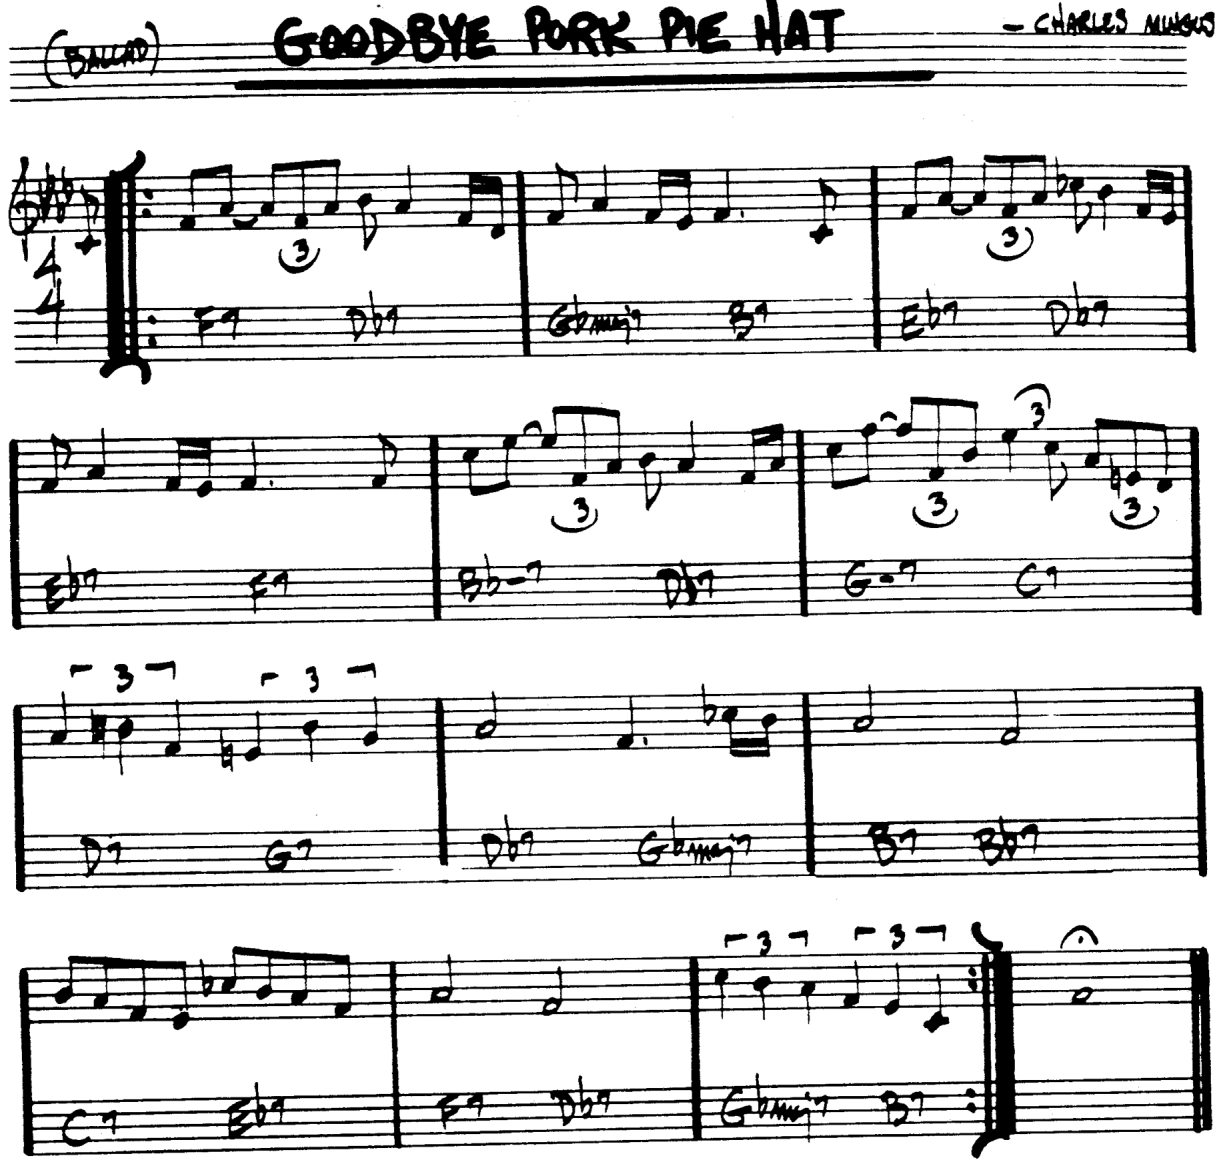 (BALLAD) GOODBYE PORK PIE HAT – CHARLES MINGUS
3 3
4
4 F7 Db7 Gbmaj7 B7 Eb7 Db7
3
3 3 3
Eb7 F7 Bb-7 Db7 G-7 C7
3 3
D7 G7 Db7 Gbmaj7 B7 Bb7
3 3
C7 Eb7 F7 Db7 Gbmaj7 B7